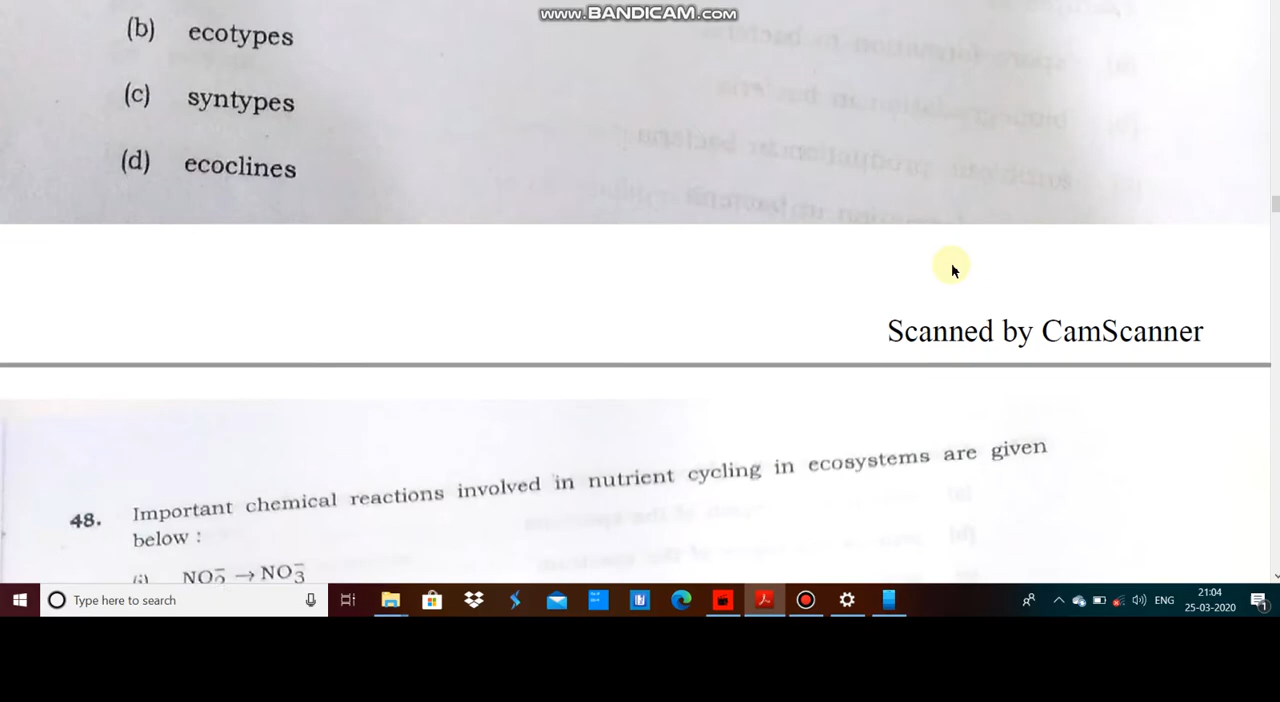 www.BANDICAM.com
(b) ecotypes
(c) syntypes
(d) ecoclines
Scanned by CamScanner
48. Important chemical reactions involved in nutrient cycling in ecosystems are given
below :
(i) NO₂⁻ → NO₃⁻
Type here to search
ENG
21:04
25-03-2020
1